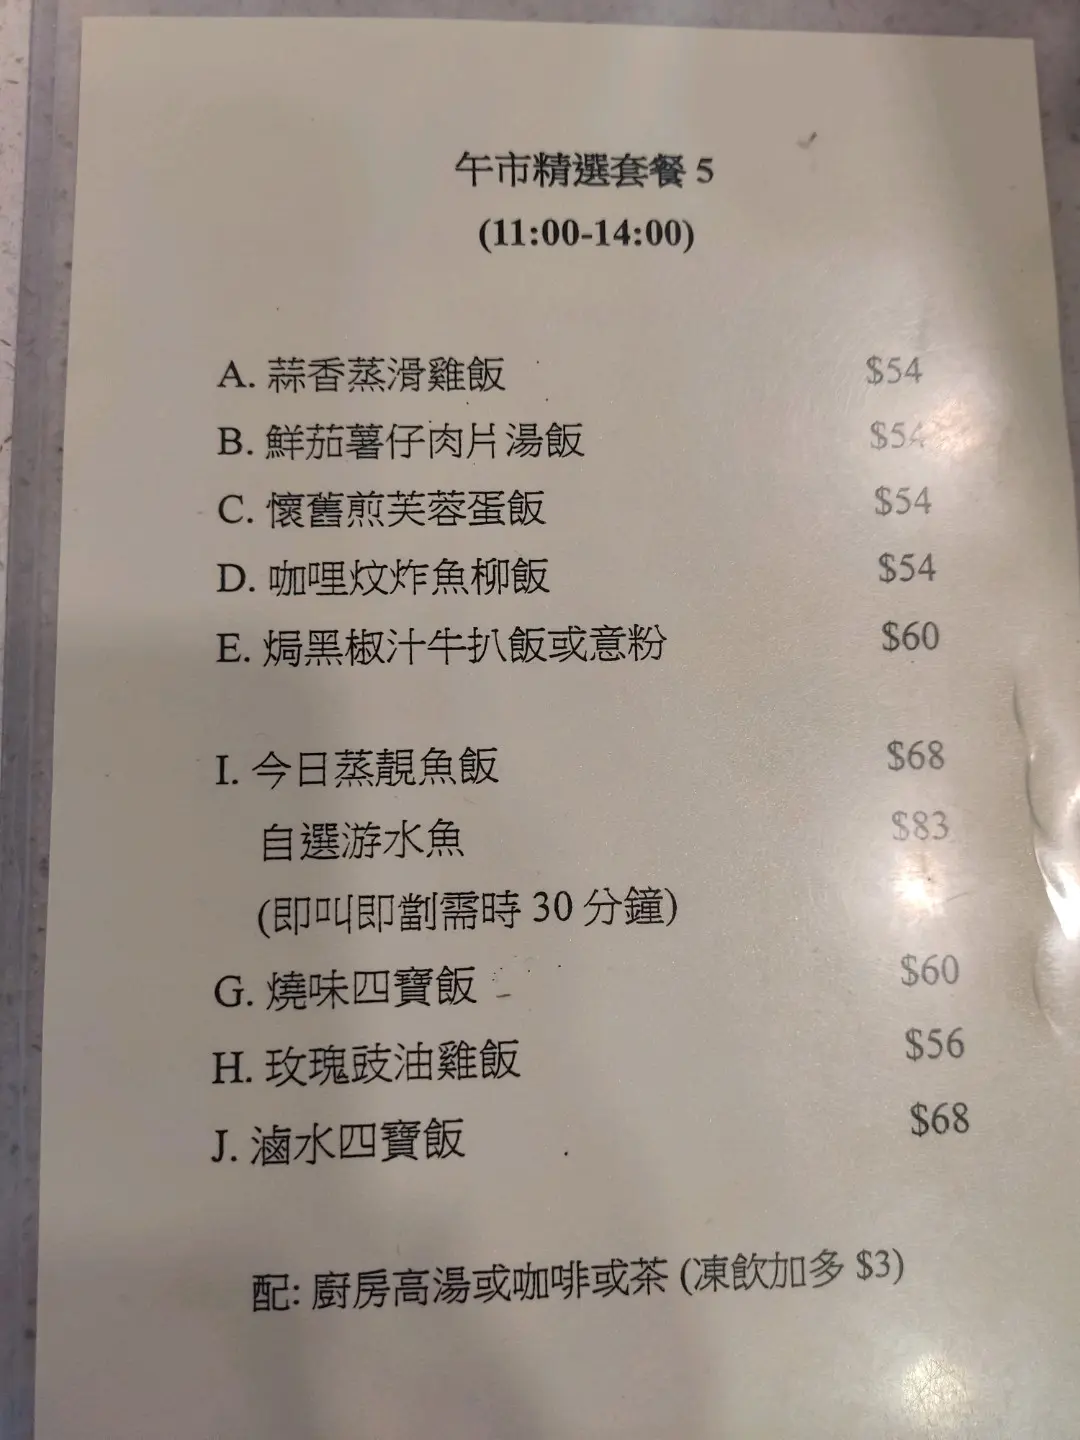 午市精選套餐 5
(11:00-14:00)
A. 蒜香蒸滑雞飯 $54
B. 鮮茄薯仔肉片湯飯 $54
C. 懷舊煎芙蓉蛋飯 $54
D. 咖哩炆炸魚柳飯 $54
E. 焗黑椒汁牛扒飯或意粉 $60
I. 今日蒸靚魚飯 $68
自選游水魚 $83
(即叫即劏需時 30 分鐘)
G. 燒味四寶飯 $60
H. 玫瑰豉油雞飯 $56
J. 滷水四寶飯 $68
配: 廚房高湯或咖啡或茶 (凍飲加多 $3)